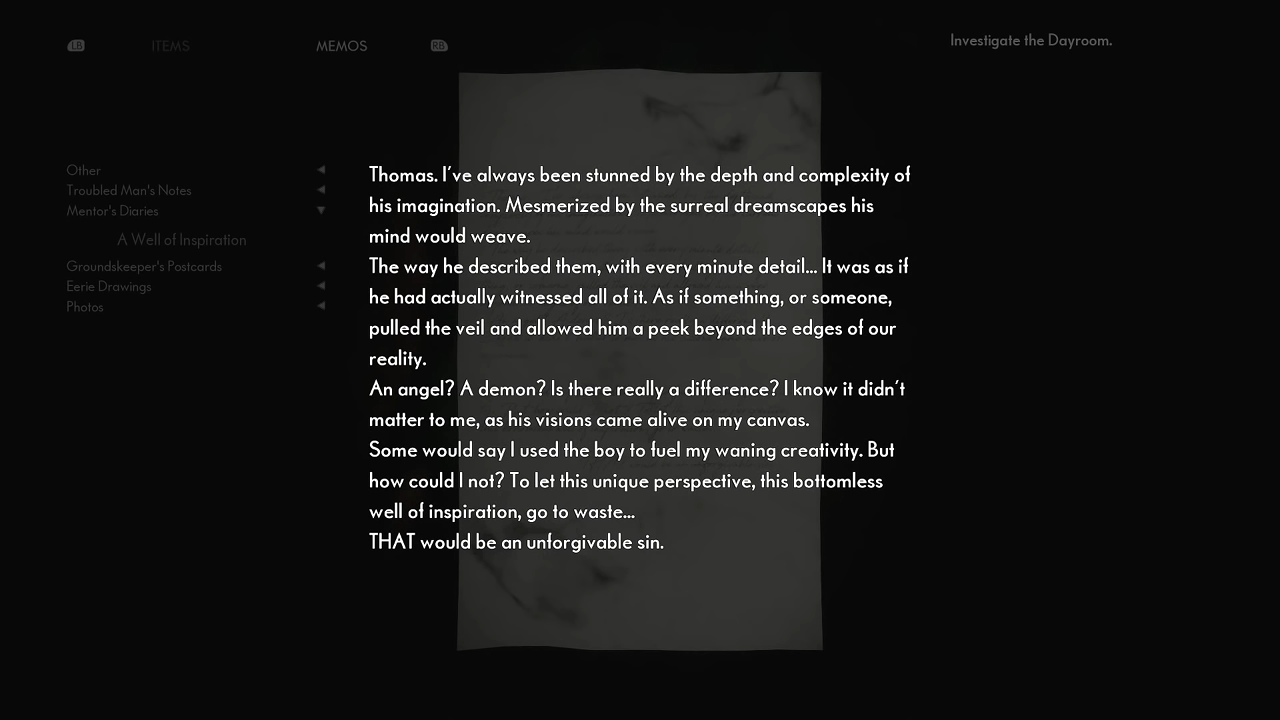 LB
ITEMS
MEMOS
RB
Investigate the Dayroom.
Other
Troubled Man's Notes
Mentor's Diaries
A Well of Inspiration
Groundskeeper's Postcards
Eerie Drawings
Photos
Thomas. I've always been stunned by the depth and complexity of
his imagination. Mesmerized by the surreal dreamscapes his
mind would weave.
The way he described them, with every minute detail... It was as if
he had actually witnessed all of it. As if something, or someone,
pulled the veil and allowed him a peek beyond the edges of our
reality.
An angel? A demon? Is there really a difference? I know it didn't
matter to me, as his visions came alive on my canvas.
Some would say I used the boy to fuel my waning creativity. But
how could I not? To let this unique perspective, this bottomless
well of inspiration, go to waste...
THAT would be an unforgivable sin.